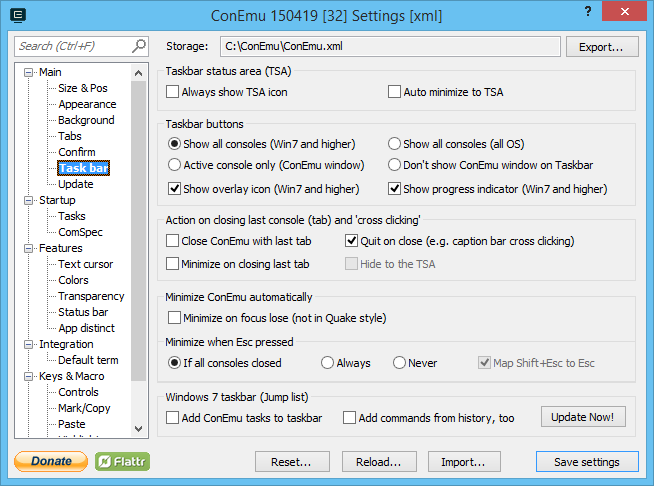 ConEmu 150419 [32] Settings [xml]
?
Search (Ctrl+F)
Storage: C:\ConEmu\ConEmu.xml Export...
Main
Size & Pos
Appearance
Background
Tabs
Confirm
Task bar
Update
Startup
Tasks
ComSpec
Features
Text cursor
Colors
Transparency
Status bar
App distinct
Integration
Default term
Keys & Macro
Controls
Mark/Copy
Paste
Taskbar status area (TSA)
Always show TSA icon Auto minimize to TSA
Taskbar buttons
Show all consoles (Win7 and higher) Show all consoles (all OS)
Active console only (ConEmu window) Don't show ConEmu window on Taskbar
Show overlay icon (Win7 and higher) Show progress indicator (Win7 and higher)
Action on closing last console (tab) and 'cross clicking'
Close ConEmu with last tab Quit on close (e.g. caption bar cross clicking)
Minimize on closing last tab Hide to the TSA
Minimize ConEmu automatically
Minimize on focus lose (not in Quake style)
Minimize when Esc pressed
If all consoles closed Always Never Map Shift+Esc to Esc
Windows 7 taskbar (Jump list)
Add ConEmu tasks to taskbar Add commands from history, too Update Now!
Donate Flattr Reset... Reload... Import... Save settings